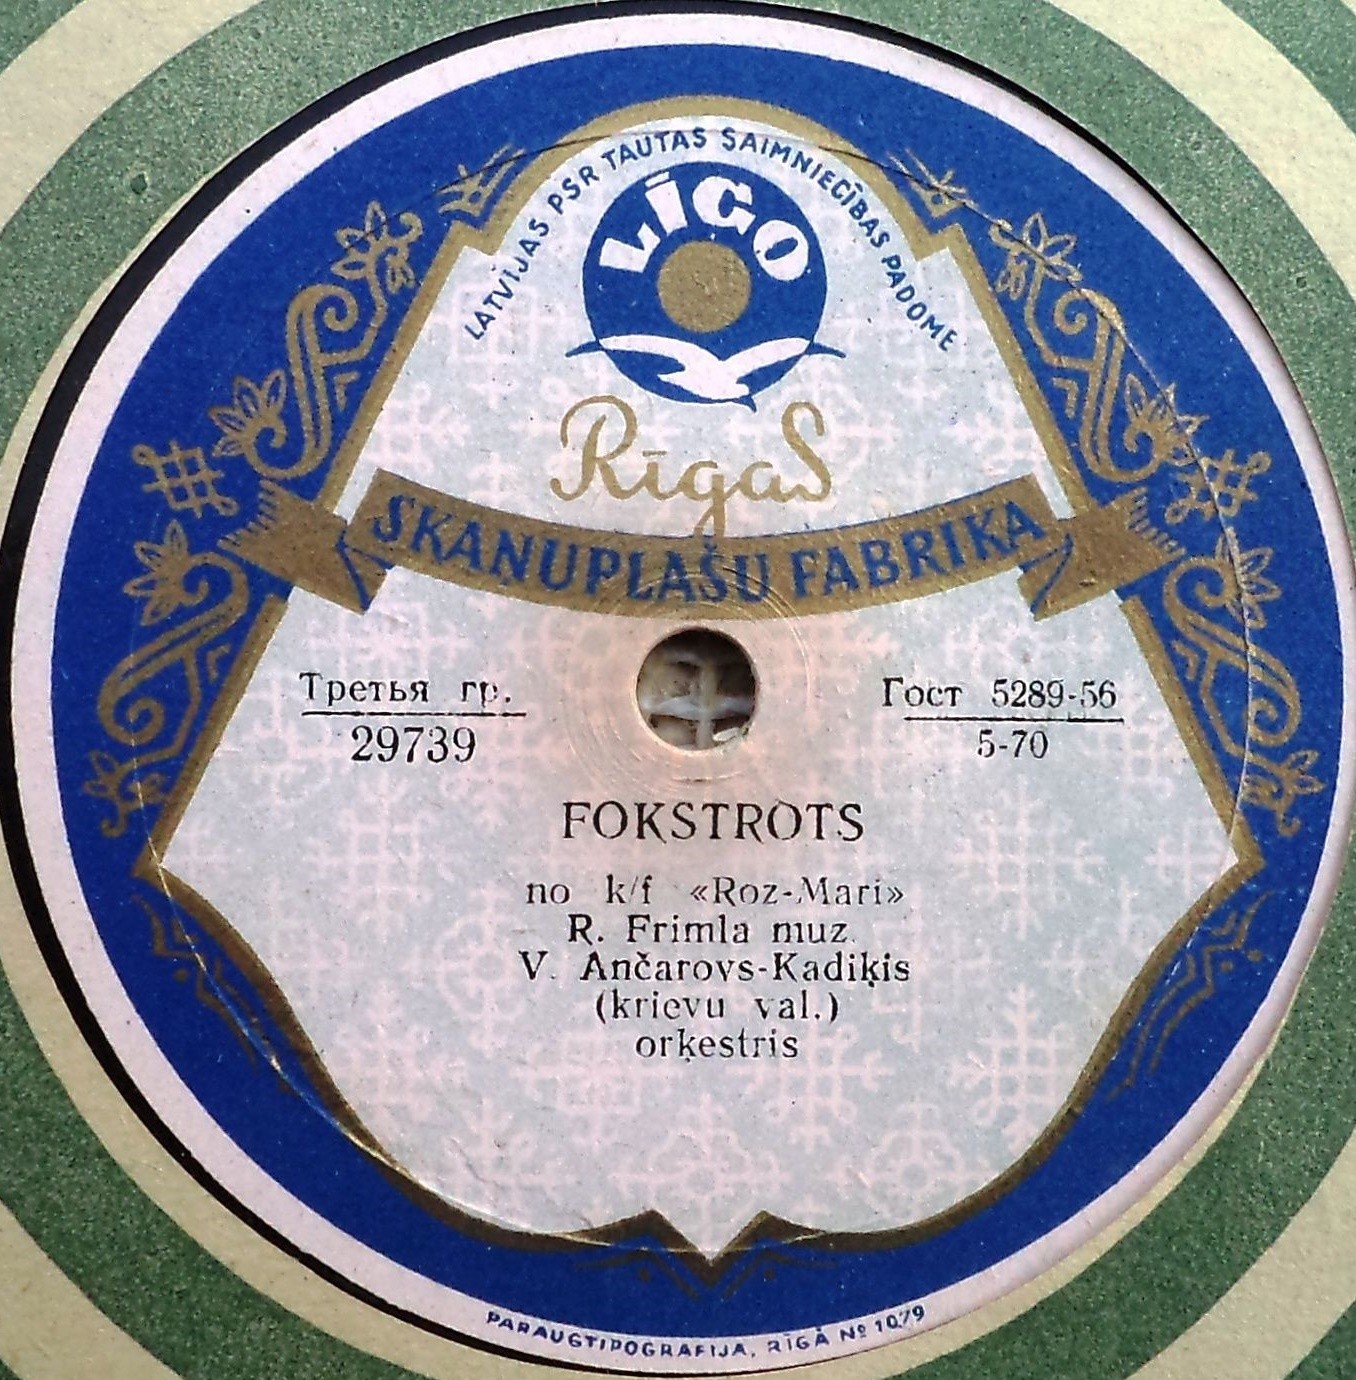 LATVIJAS PSR TAUTAS SAIMNIECĪBAS PADOME
LĪGO
Rīgas
SKAŅUPLAŠU FABRIKA
Третья гр.
29739
Гост 5289-56
5-70
FOKSTROTS
no k/f «Roz-Mari»
R. Frimla muz.
V. Ančarovs-Kadiķis
(krievu val.)
orķestris
PARAUGTIPOGRAFIJA, RĪGĀ № 1079